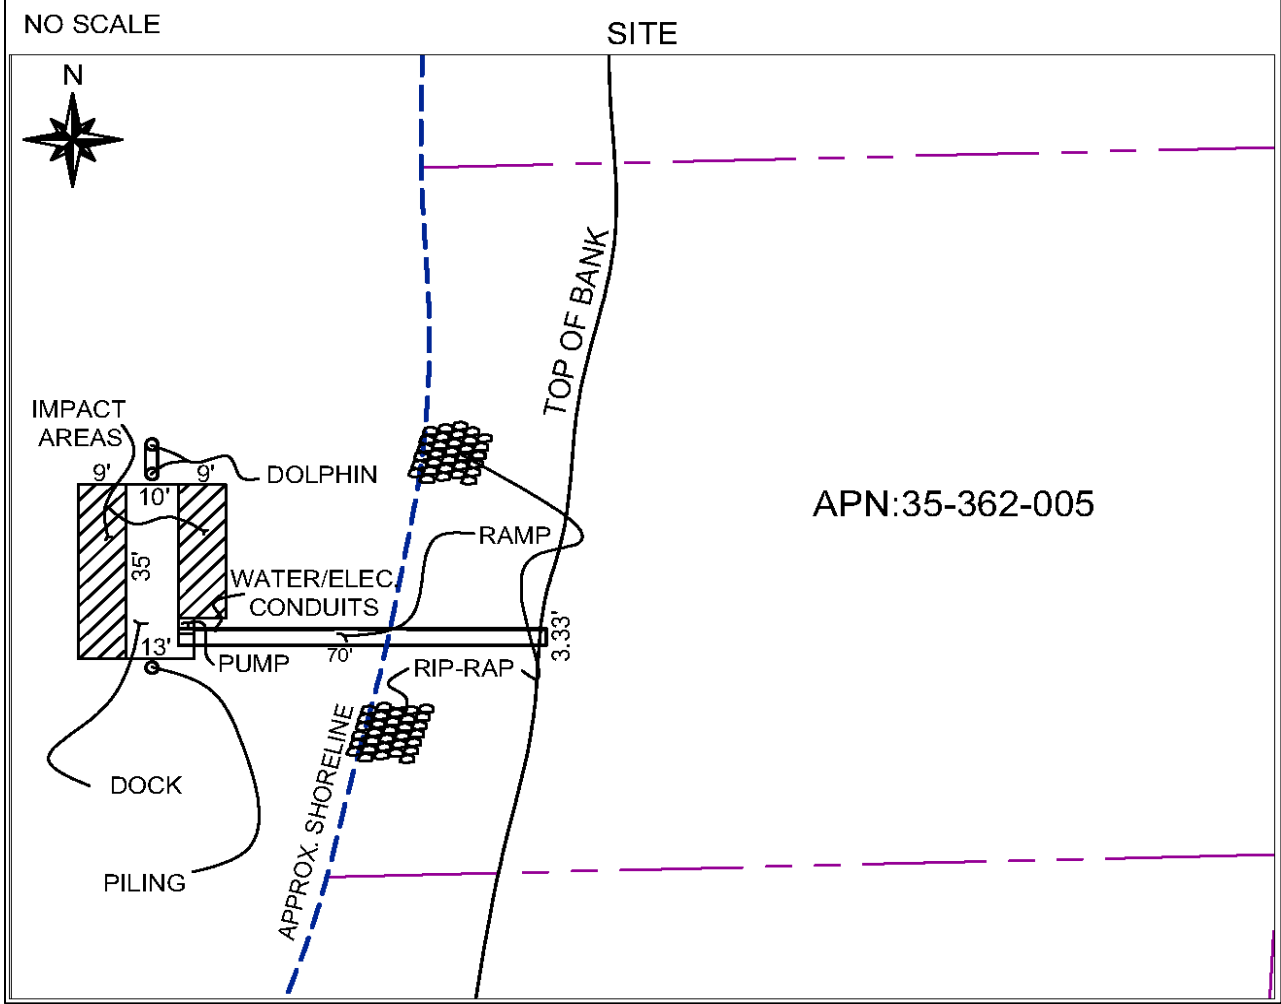 NO SCALE
SITE
N
TOP OF BANK
IMPACT
AREAS
9'
9'
10'
DOLPHIN
APN:35-362-005
35'
RAMP
WATER/ELEC.
CONDUITS
3.33'
13'
PUMP
70'
RIP-RAP
APPROX. SHORELINE
DOCK
PILING